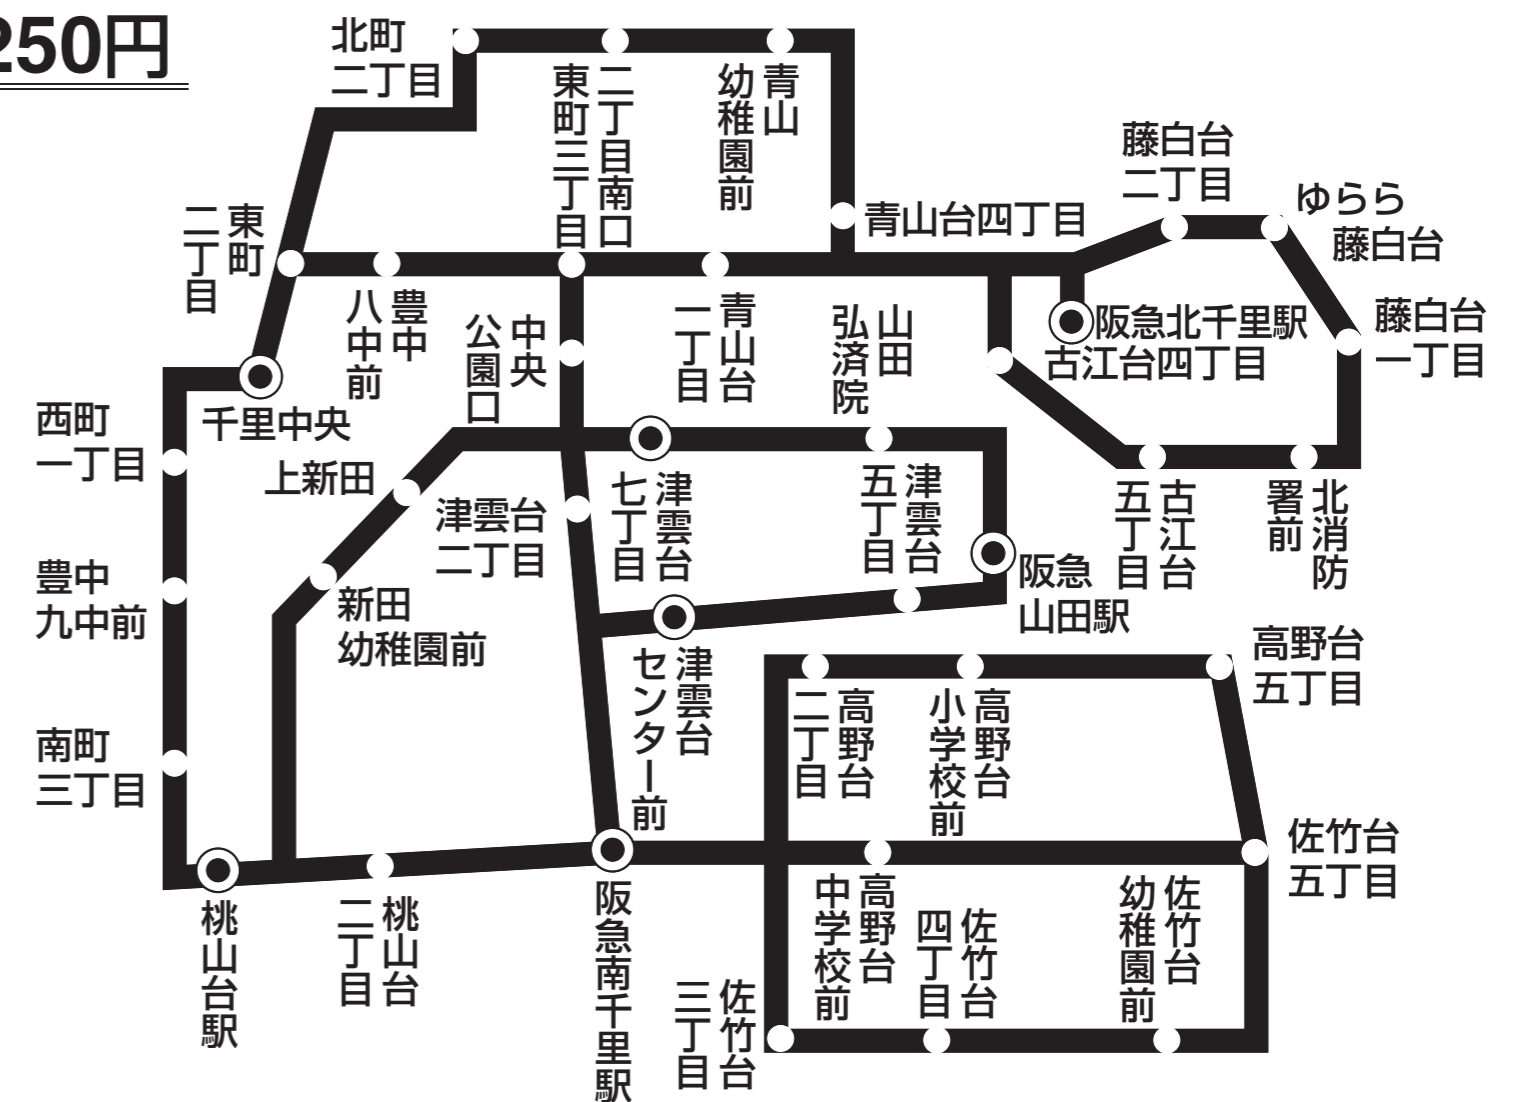 250円
北町
二丁目
東町三丁目
二丁目南口
青山
幼稚園前
藤白台
二丁目
ゆらら
藤白台
青山台四丁目
東町
二丁目
豊中
八中前
中央
公園口
青山台
一丁目
山田
弘済院
阪急北千里駅
古江台四丁目
藤白台
一丁目
千里中央
西町
一丁目
上新田
津雲台
二丁目
津雲台
七丁目
津雲台
五丁目
古江台
五丁目
北消防
署前
阪急
山田駅
豊中
九中前
新田
幼稚園前
津雲台
センター前
高野台
五丁目
高野台
二丁目
高野台
小学校前
南町
三丁目
佐竹台
五丁目
桃山台駅
桃山台
二丁目
阪急南千里駅
高野台
中学校前
佐竹台
四丁目
佐竹台
幼稚園前
佐竹台
三丁目